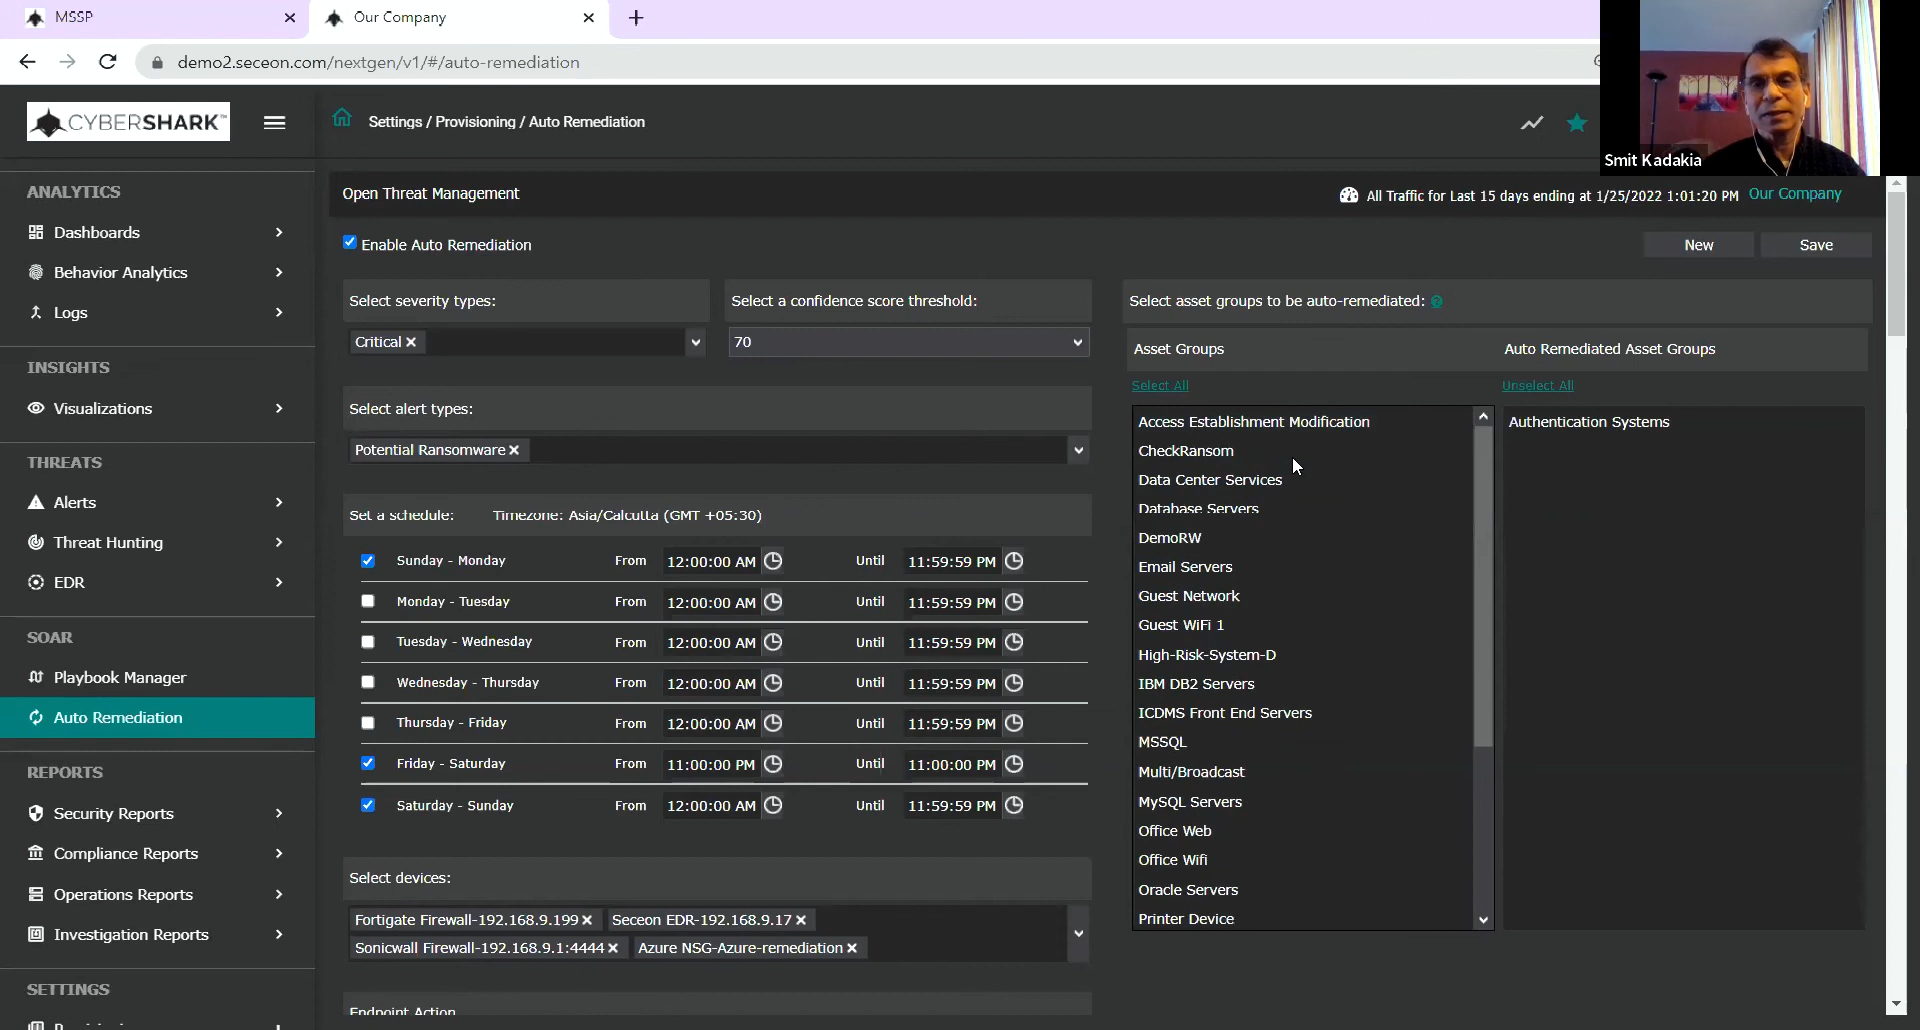 MSSP
Our Company
demo2.seceon.com/nextgen/v1/#/auto-remediation
Smit Kadakia
CYBERSHARK™
Settings / Provisioning / Auto Remediation
ANALYTICS
Dashboards
Behavior Analytics
Logs
INSIGHTS
Visualizations
THREATS
Alerts
Threat Hunting
EDR
SOAR
Playbook Manager
Auto Remediation
REPORTS
Security Reports
Compliance Reports
Operations Reports
Investigation Reports
SETTINGS
Open Threat Management
All Traffic for Last 15 days ending at 1/25/2022 1:01:20 PM Our Company
Enable Auto Remediation
New
Save
Select severity types:
Critical
Select a confidence score threshold:
70
Select alert types:
Potential Ransomware
Set a schedule: Timezone: Asia/Calcutta (GMT +05:30)
Sunday - Monday From 12:00:00 AM Until 11:59:59 PM
Monday - Tuesday From 12:00:00 AM Until 11:59:59 PM
Tuesday - Wednesday From 12:00:00 AM Until 11:59:59 PM
Wednesday - Thursday From 12:00:00 AM Until 11:59:59 PM
Thursday - Friday From 12:00:00 AM Until 11:59:59 PM
Friday - Saturday From 11:00:00 PM Until 11:00:00 PM
Saturday - Sunday From 12:00:00 AM Until 11:59:59 PM
Select devices:
Fortigate Firewall-192.168.9.199 Seceon EDR-192.168.9.17
Sonicwall Firewall-192.168.9.1:4444 Azure NSG-Azure-remediation
Endpoint Action
Select asset groups to be auto-remediated: ?
Asset Groups
Select All
Access Establishment Modification
CheckRansom
Data Center Services
Database Servers
DemoRW
Email Servers
Guest Network
Guest WiFi 1
High-Risk-System-D
IBM DB2 Servers
ICDMS Front End Servers
MSSQL
Multi/Broadcast
MySQL Servers
Office Web
Office Wifi
Oracle Servers
Printer Device
Auto Remediated Asset Groups
Unselect All
Authentication Systems